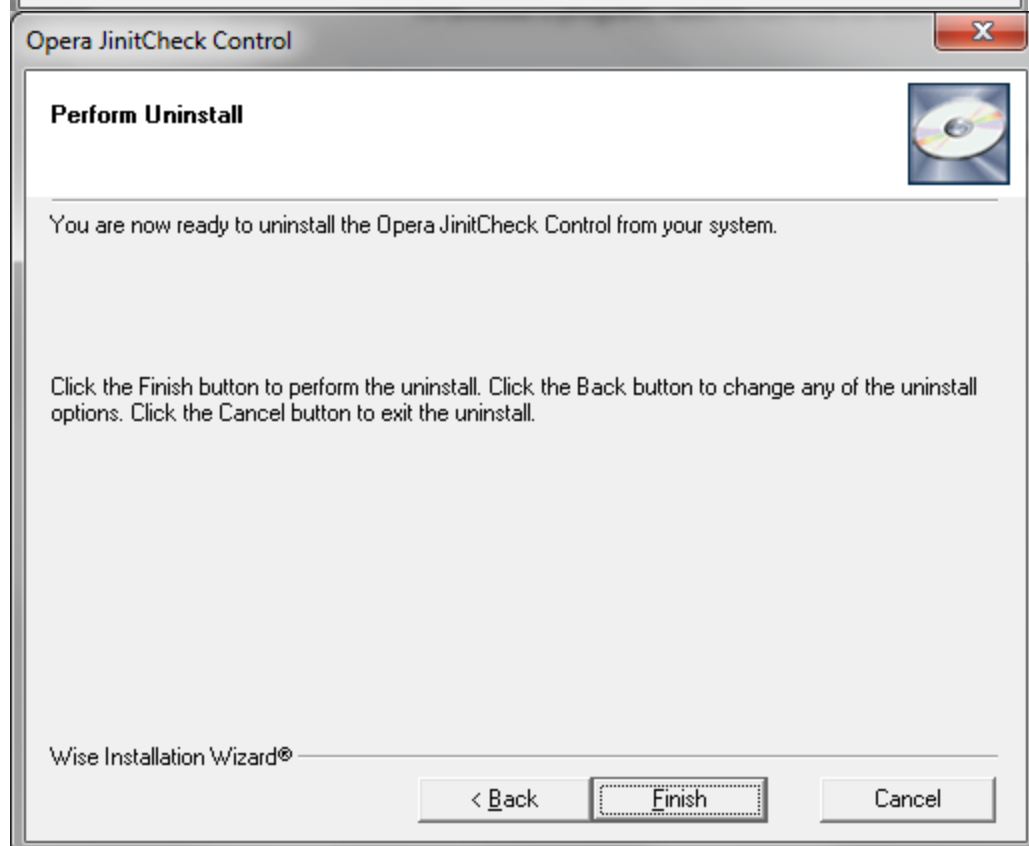 Opera JinitCheck Control
Perform Uninstall
You are now ready to uninstall the Opera JinitCheck Control from your system.
Click the Finish button to perform the uninstall. Click the Back button to change any of the uninstall
options. Click the Cancel button to exit the uninstall.
Wise Installation Wizard®
< Back Finish Cancel